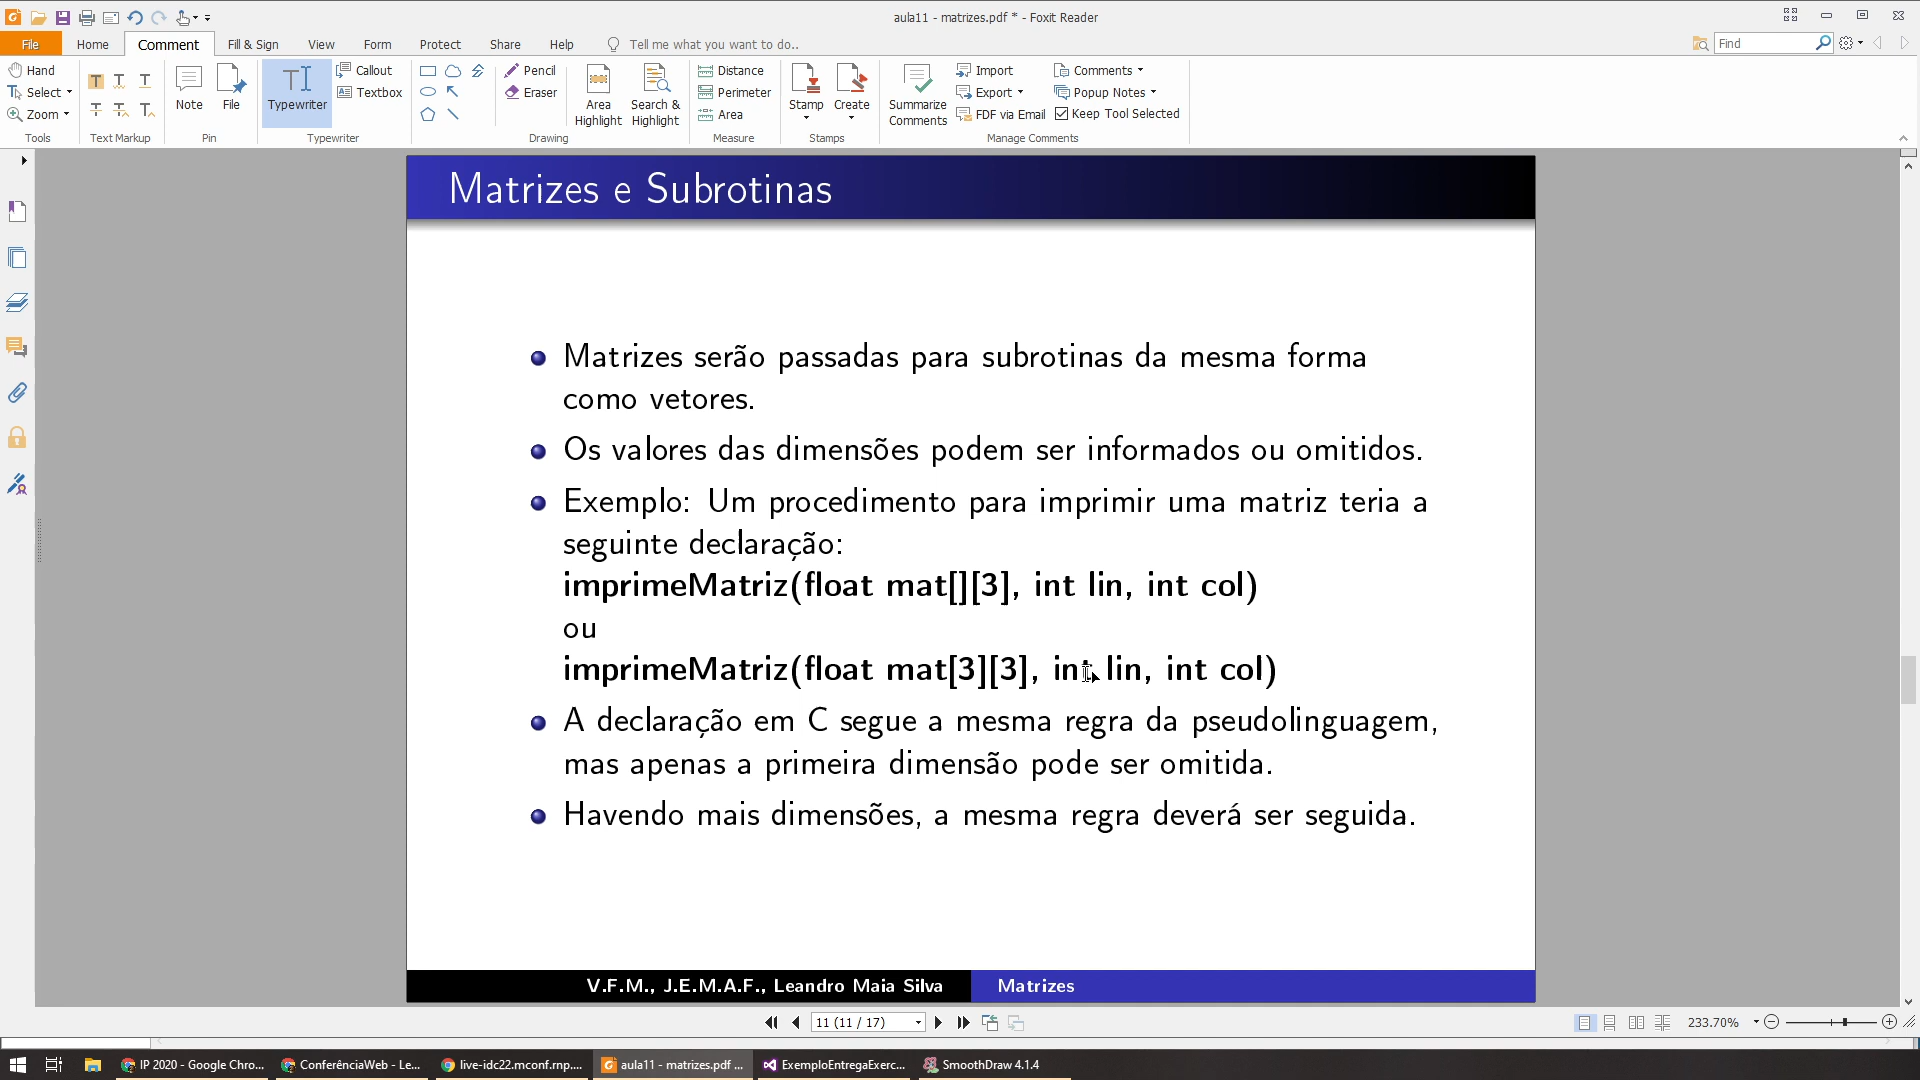 aula11 - matrizes.pdf * - Foxit Reader
File Home Comment Fill & Sign View Form Protect Share Help Tell me what you want to do.. Find
Hand
Select
Zoom
Tools
Text Markup
Note File
Pin
Typewriter
Callout
Textbox
Typewriter
Pencil
Eraser
Area Highlight
Search & Highlight
Drawing
Distance
Perimeter
Area
Measure
Stamp Create
Stamps
Summarize Comments
Import
Export
FDF via Email
Comments
Popup Notes
Keep Tool Selected
Manage Comments
Matrizes e Subrotinas
Matrizes serão passadas para subrotinas da mesma forma
como vetores.
Os valores das dimensões podem ser informados ou omitidos.
Exemplo: Um procedimento para imprimir uma matriz teria a
seguinte declaração:
imprimeMatriz(float mat[][3], int lin, int col)
ou
imprimeMatriz(float mat[3][3], int lin, int col)
A declaração em C segue a mesma regra da pseudolinguagem,
mas apenas a primeira dimensão pode ser omitida.
Havendo mais dimensões, a mesma regra deverá ser seguida.
V.F.M., J.E.M.A.F., Leandro Maia Silva Matrizes
11 (11 / 17) 233.70%
IP 2020 - Google Chro... ConferênciaWeb - Le... live-idc22.mconf.rnp.... aula11 - matrizes.pdf ... ExemploEntregaExerc... SmoothDraw 4.1.4